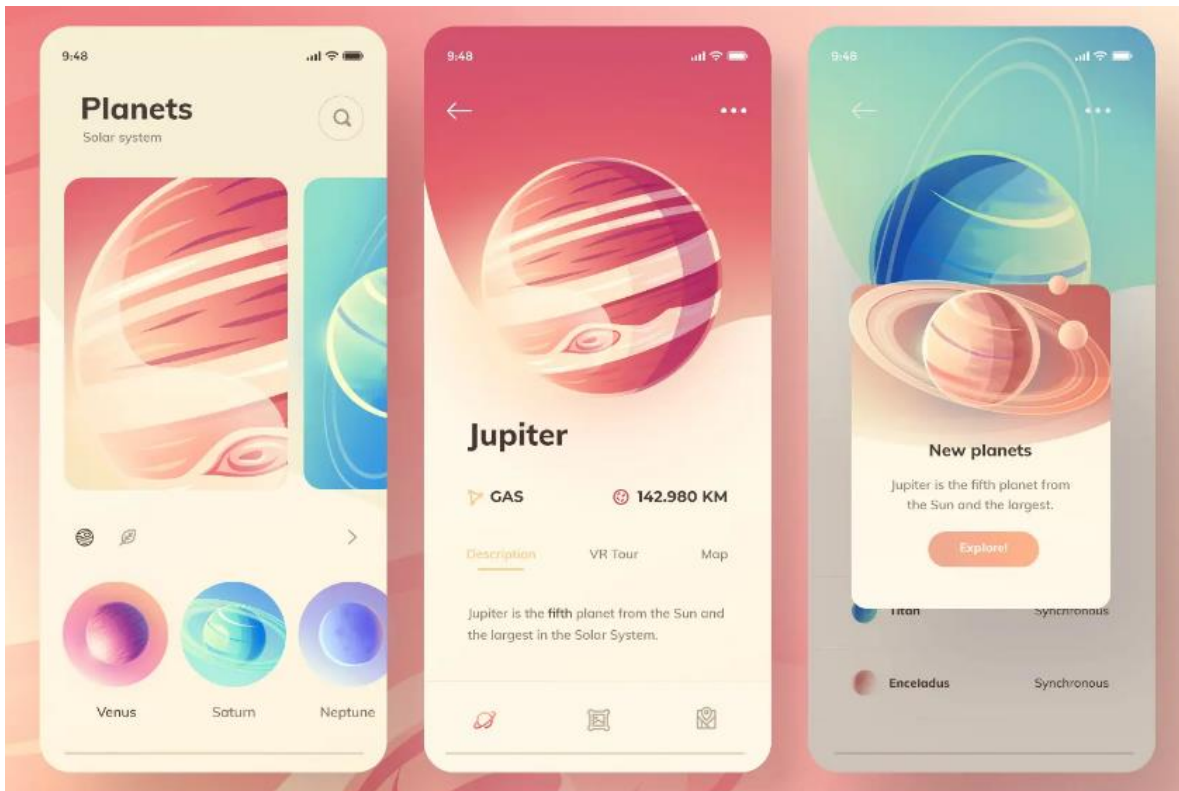 9:48
Planets
Solar system
Venus
Saturn
Neptune
9:48
Jupiter
GAS
142.980 KM
Description
VR Tour
Map
Jupiter is the fifth planet from the Sun and
the largest in the Solar System.
9:48
New planets
Jupiter is the fifth planet from
the Sun and the largest.
Explore!
Titan
Synchronous
Enceladus
Synchronous